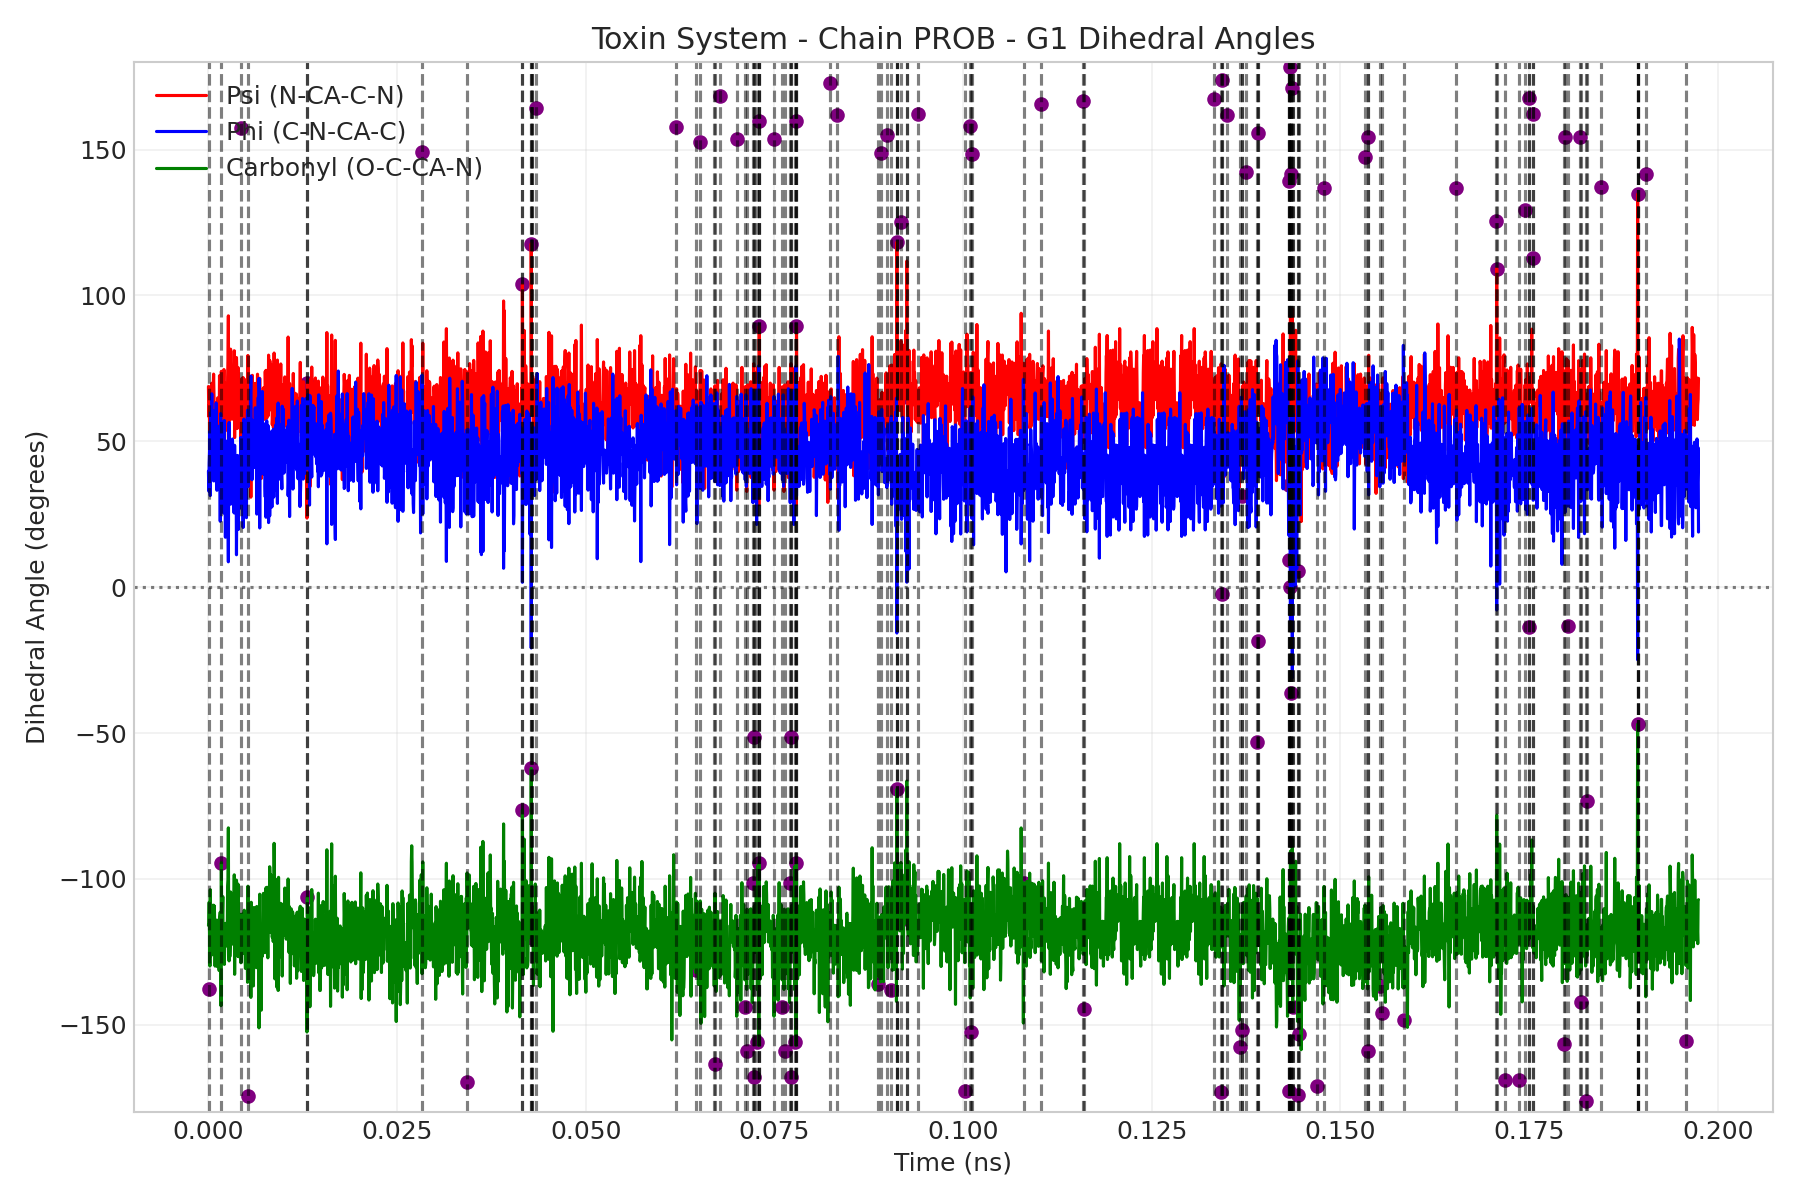 Toxin System - Chain PROB - G1 Dihedral Angles
Psi (N-CA-C-N)
Phi (C-N-CA-C)
Carbonyl (O-C-CA-N)
Dihedral Angle (degrees)
150
100
50
0
−50
−100
−150
0.000 0.025 0.050 0.075 0.100 0.125 0.150 0.175 0.200
Time (ns)